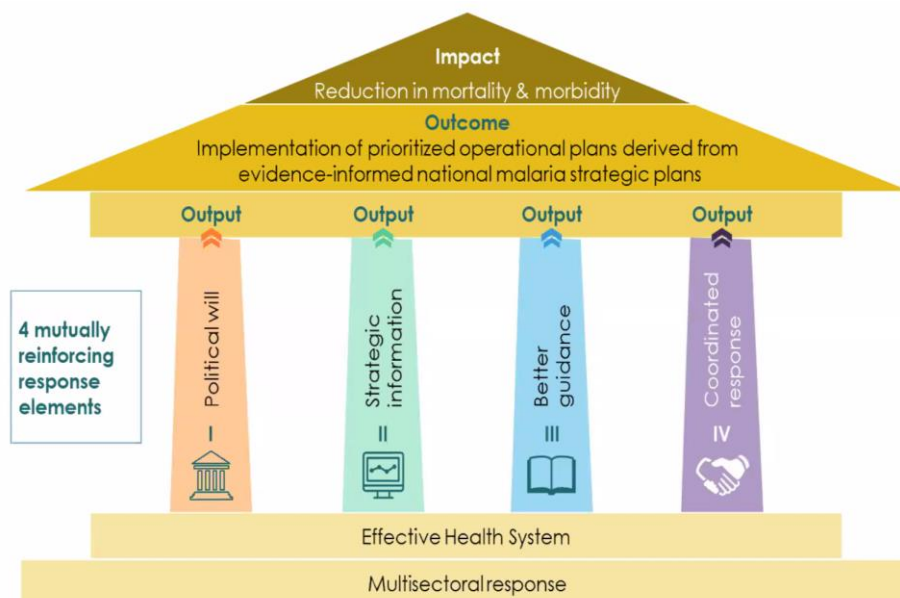 Impact
Reduction in mortality & morbidity
Outcome
Implementation of prioritized operational plans derived from
evidence-informed national malaria strategic plans
Output
Output
Output
Output
4 mutually
reinforcing
response
elements
I
Political will
II
Strategic
information
III
Better
guidance
IV
Coordinated
response
Effective Health System
Multisectoral response